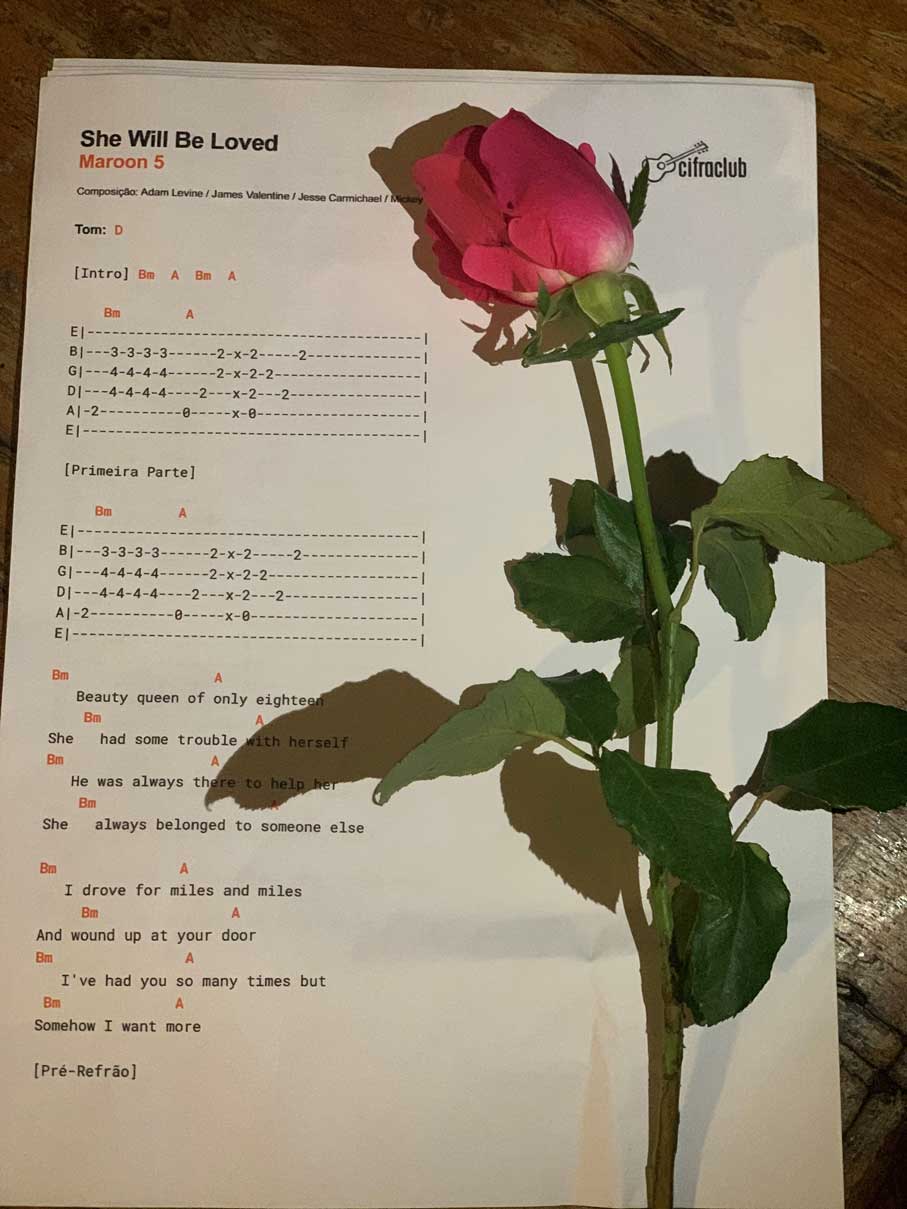 She Will Be Loved
Maroon 5
cifraclub
Composição: Adam Levine / James Valentine / Jesse Carmichael / Mickey
Tom: D
[Intro] Bm A Bm A
Bm A
E|---------------------------------------|
B|---3-3-3-3------2-x-2-----2-------------|
G|---4-4-4-4------2-x-2-2-----------------|
D|---4-4-4-4----2---x-2---2---------------|
A|-2----------0-----x-0-------------------|
E|---------------------------------------|
[Primeira Parte]
Bm A
E|---------------------------------------|
B|---3-3-3-3------2-x-2-----2-------------|
G|---4-4-4-4------2-x-2-2-----------------|
D|---4-4-4-4----2---x-2---2---------------|
A|-2----------0-----x-0-------------------|
E|---------------------------------------|
Bm A
Beauty queen of only eighteen
Bm A
She had some trouble with herself
Bm A
He was always there to help her
Bm A
She always belonged to someone else
Bm A
I drove for miles and miles
Bm A
And wound up at your door
Bm A
I've had you so many times but
Bm A
Somehow I want more
[Pré-Refrão]